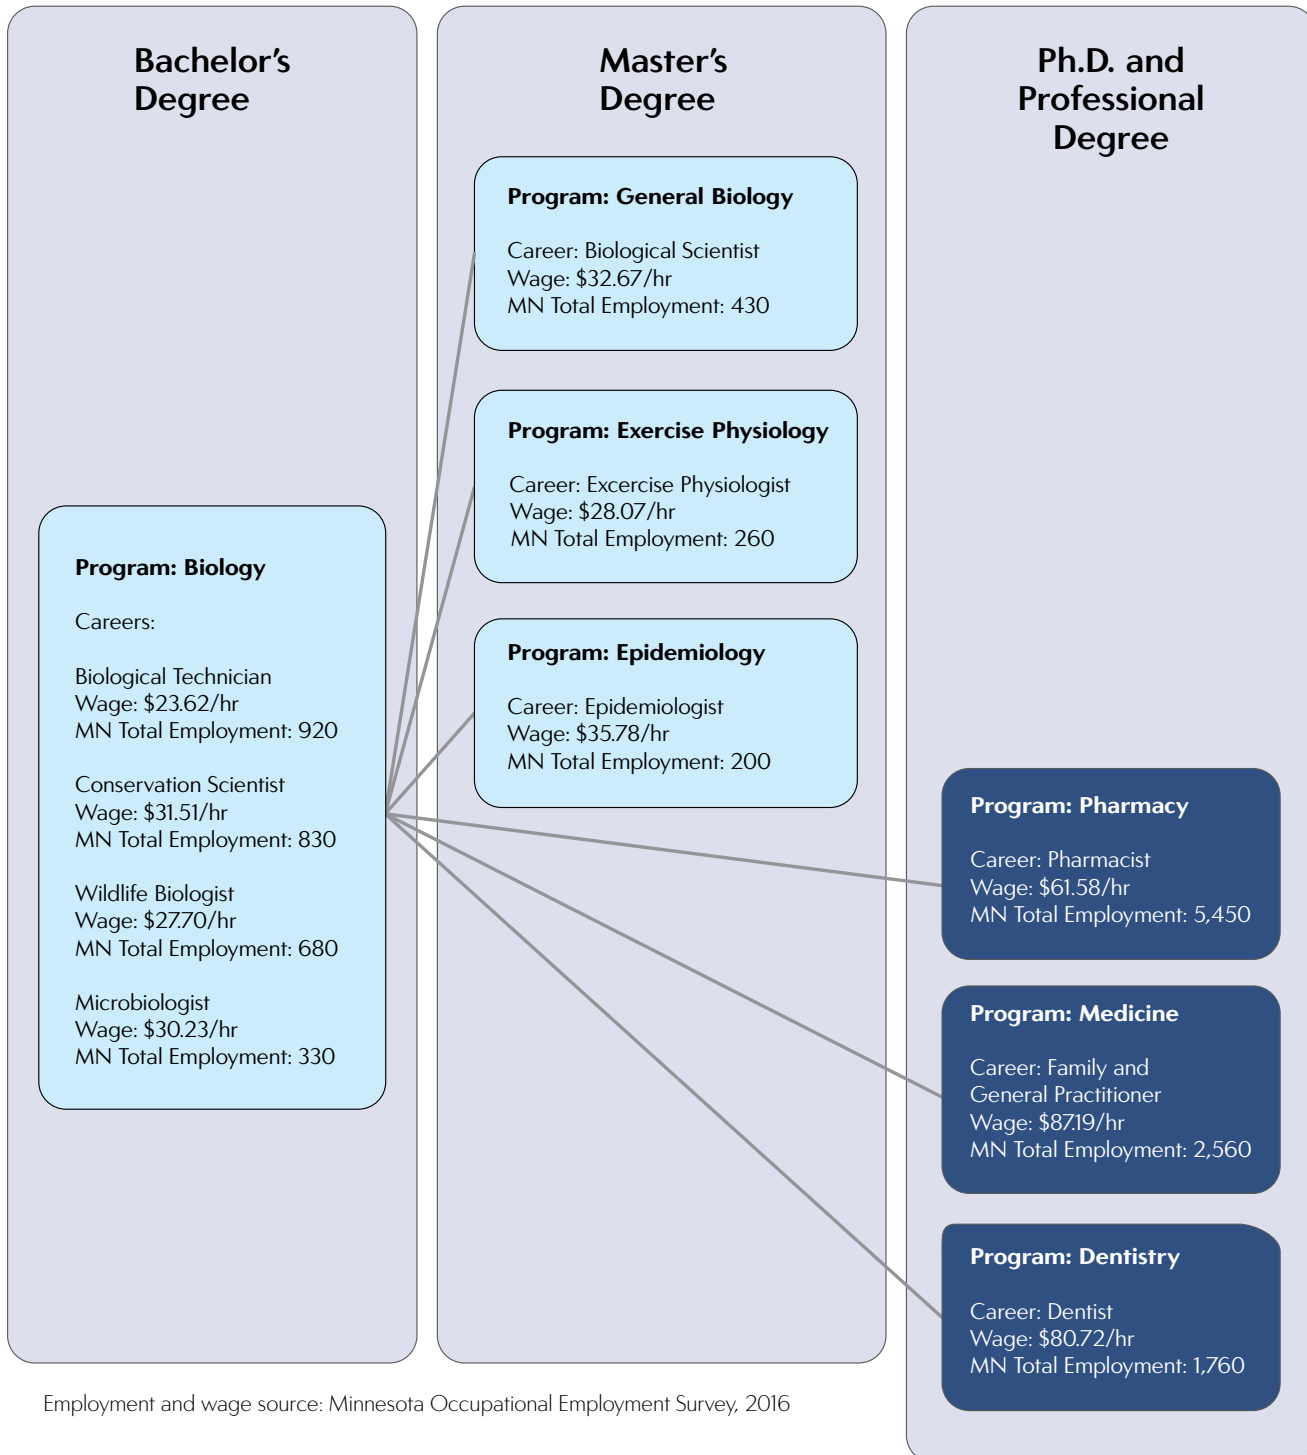 Bachelor's
Degree
Program: Biology
Careers:
Biological Technician
Wage: $23.62/hr
MN Total Employment: 920
Conservation Scientist
Wage: $31.51/hr
MN Total Employment: 830
Wildlife Biologist
Wage: $27.70/hr
MN Total Employment: 680
Microbiologist
Wage: $30.23/hr
MN Total Employment: 330
Master's
Degree
Program: General Biology
Career: Biological Scientist
Wage: $32.67/hr
MN Total Employment: 430
Program: Exercise Physiology
Career: Excercise Physiologist
Wage: $28.07/hr
MN Total Employment: 260
Program: Epidemiology
Career: Epidemiologist
Wage: $35.78/hr
MN Total Employment: 200
Ph.D. and
Professional
Degree
Program: Pharmacy
Career: Pharmacist
Wage: $61.58/hr
MN Total Employment: 5,450
Program: Medicine
Career: Family and
General Practitioner
Wage: $87.19/hr
MN Total Employment: 2,560
Program: Dentistry
Career: Dentist
Wage: $80.72/hr
MN Total Employment: 1,760
Employment and wage source: Minnesota Occupational Employment Survey, 2016